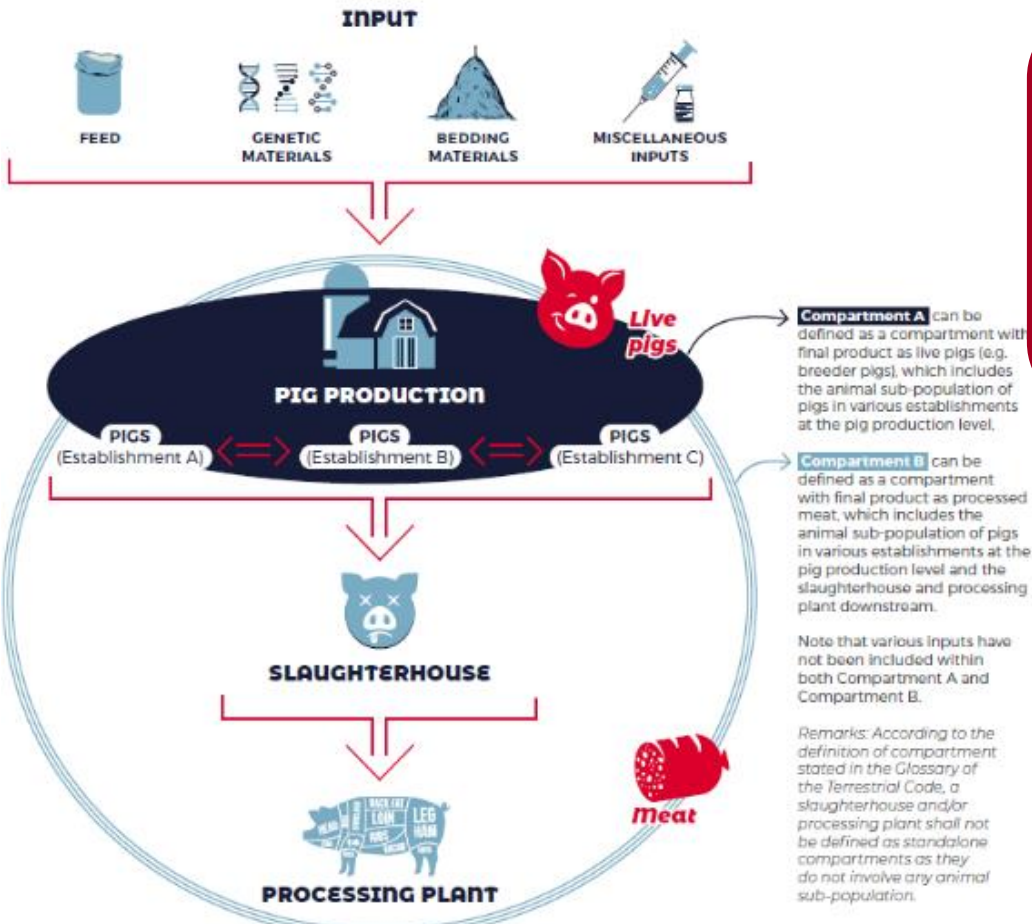 INPUT
FEED
GENETIC
MATERIALS
BEDDING
MATERIALS
MISCELLANEOUS
INPUTS
Live
pigs
PIG PRODUCTION
PIGS
(Establishment A)
PIGS
(Establishment B)
PIGS
(Establishment C)
SLAUGHTERHOUSE
BACK FAT
LOIN
RIBS
LEG
HAM
PROCESSING PLANT
Meat
Compartment A can be
defined as a compartment with
final product as live pigs (e.g.
breeder pigs), which includes
the animal sub-population of
pigs in various establishments
at the pig production level.
Compartment B can be
defined as a compartment
with final product as processed
meat, which includes the
animal sub-population of pigs
in various establishments at the
pig production level and the
slaughterhouse and processing
plant downstream.
Note that various inputs have
not been included within
both Compartment A and
Compartment B.
Remarks: According to the
definition of compartment
stated in the Glossary of
the Terrestrial Code, a
slaughterhouse and/or
processing plant shall not
be defined as standalone
compartments as they
do not involve any animal
sub-population.